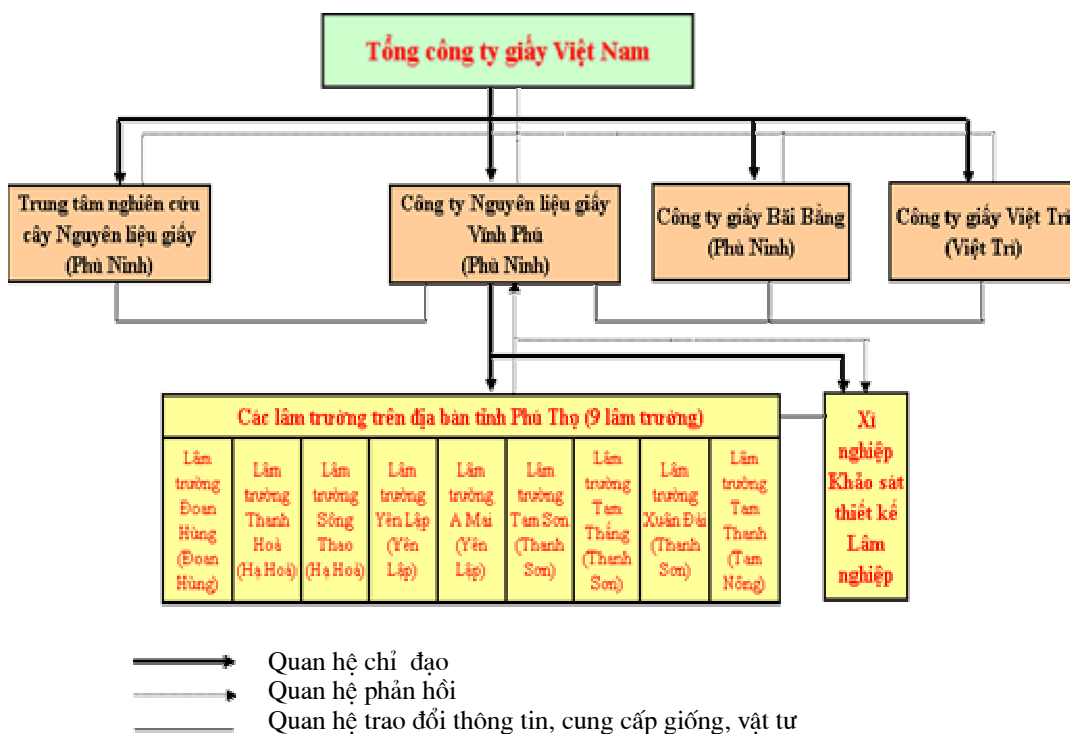 Tổng công ty giấy Việt Nam
Trung tâm nghiên cứu
cây Nguyên liệu giấy
(Phù Ninh)
Công ty Nguyên liệu giấy
Vĩnh Phú
(Phù Ninh)
Công ty giấy Bãi Bằng
(Phù Ninh)
Công ty giấy Việt Trì
(Việt Trì)
Các lâm trường trên địa bàn tỉnh Phú Thọ (9 lâm trường)
Lâm
trường
Đoan
Hùng
(Đoan
Hùng)
Lâm
trường
Thanh
Hoà
(Hạ Hoà)
Lâm
trường
Sông
Thao
(Hạ Hoà)
Lâm
trường
Yên Lập
(Yên
Lập)
Lâm
trường
A Mai
(Yên
Lập)
Lâm
trường
Tam Sơn
(Thanh
Sơn)
Lâm
trường
Tam
Thắng
(Thanh
Sơn)
Lâm
trường
Xuân Đài
(Thanh
Sơn)
Lâm
trường
Tam
Thanh
(Tam
Nông)
Xí
nghiệp
Khảo sát
thiết kế
Lâm
nghiệp
Quan hệ chỉ đạo
Quan hệ phản hồi
Quan hệ trao đổi thông tin, cung cấp giống, vật tư